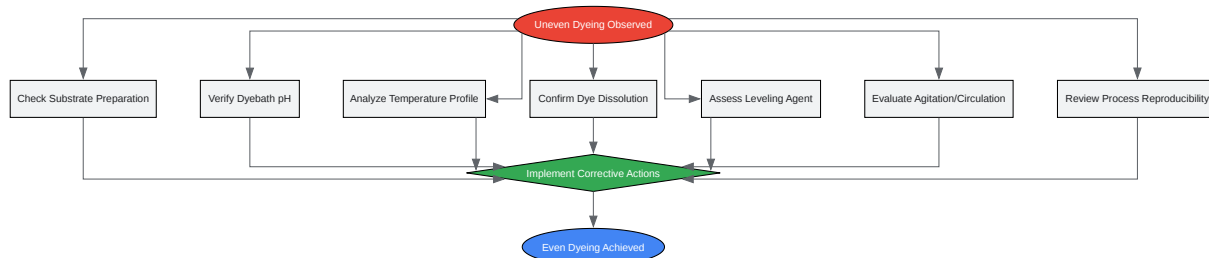 Uneven Dyeing Observed
Check Substrate Preparation
Verify Dyebath pH
Analyze Temperature Profile
Confirm Dye Dissolution
Assess Leveling Agent
Evaluate Agitation/Circulation
Review Process Reproducibility
Implement Corrective Actions
Even Dyeing Achieved